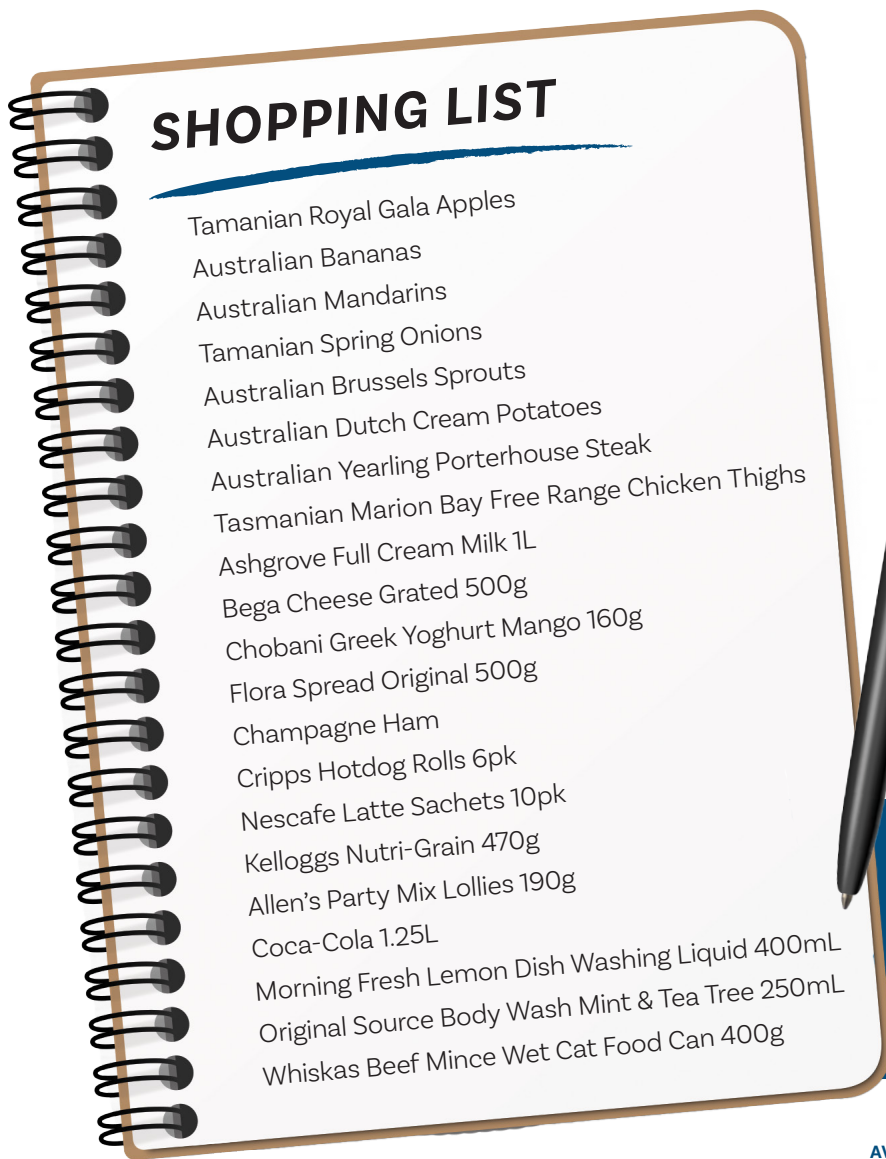 SHOPPING LIST
Tamanian Royal Gala Apples
Australian Bananas
Australian Mandarins
Tamanian Spring Onions
Australian Brussels Sprouts
Australian Dutch Cream Potatoes
Australian Yearling Porterhouse Steak
Tasmanian Marion Bay Free Range Chicken Thighs
Ashgrove Full Cream Milk 1L
Bega Cheese Grated 500g
Chobani Greek Yoghurt Mango 160g
Flora Spread Original 500g
Champagne Ham
Cripps Hotdog Rolls 6pk
Nescafe Latte Sachets 10pk
Kelloggs Nutri-Grain 470g
Allen’s Party Mix Lollies 190g
Coca-Cola 1.25L
Morning Fresh Lemon Dish Washing Liquid 400mL
Original Source Body Wash Mint & Tea Tree 250mL
Whiskas Beef Mince Wet Cat Food Can 400g